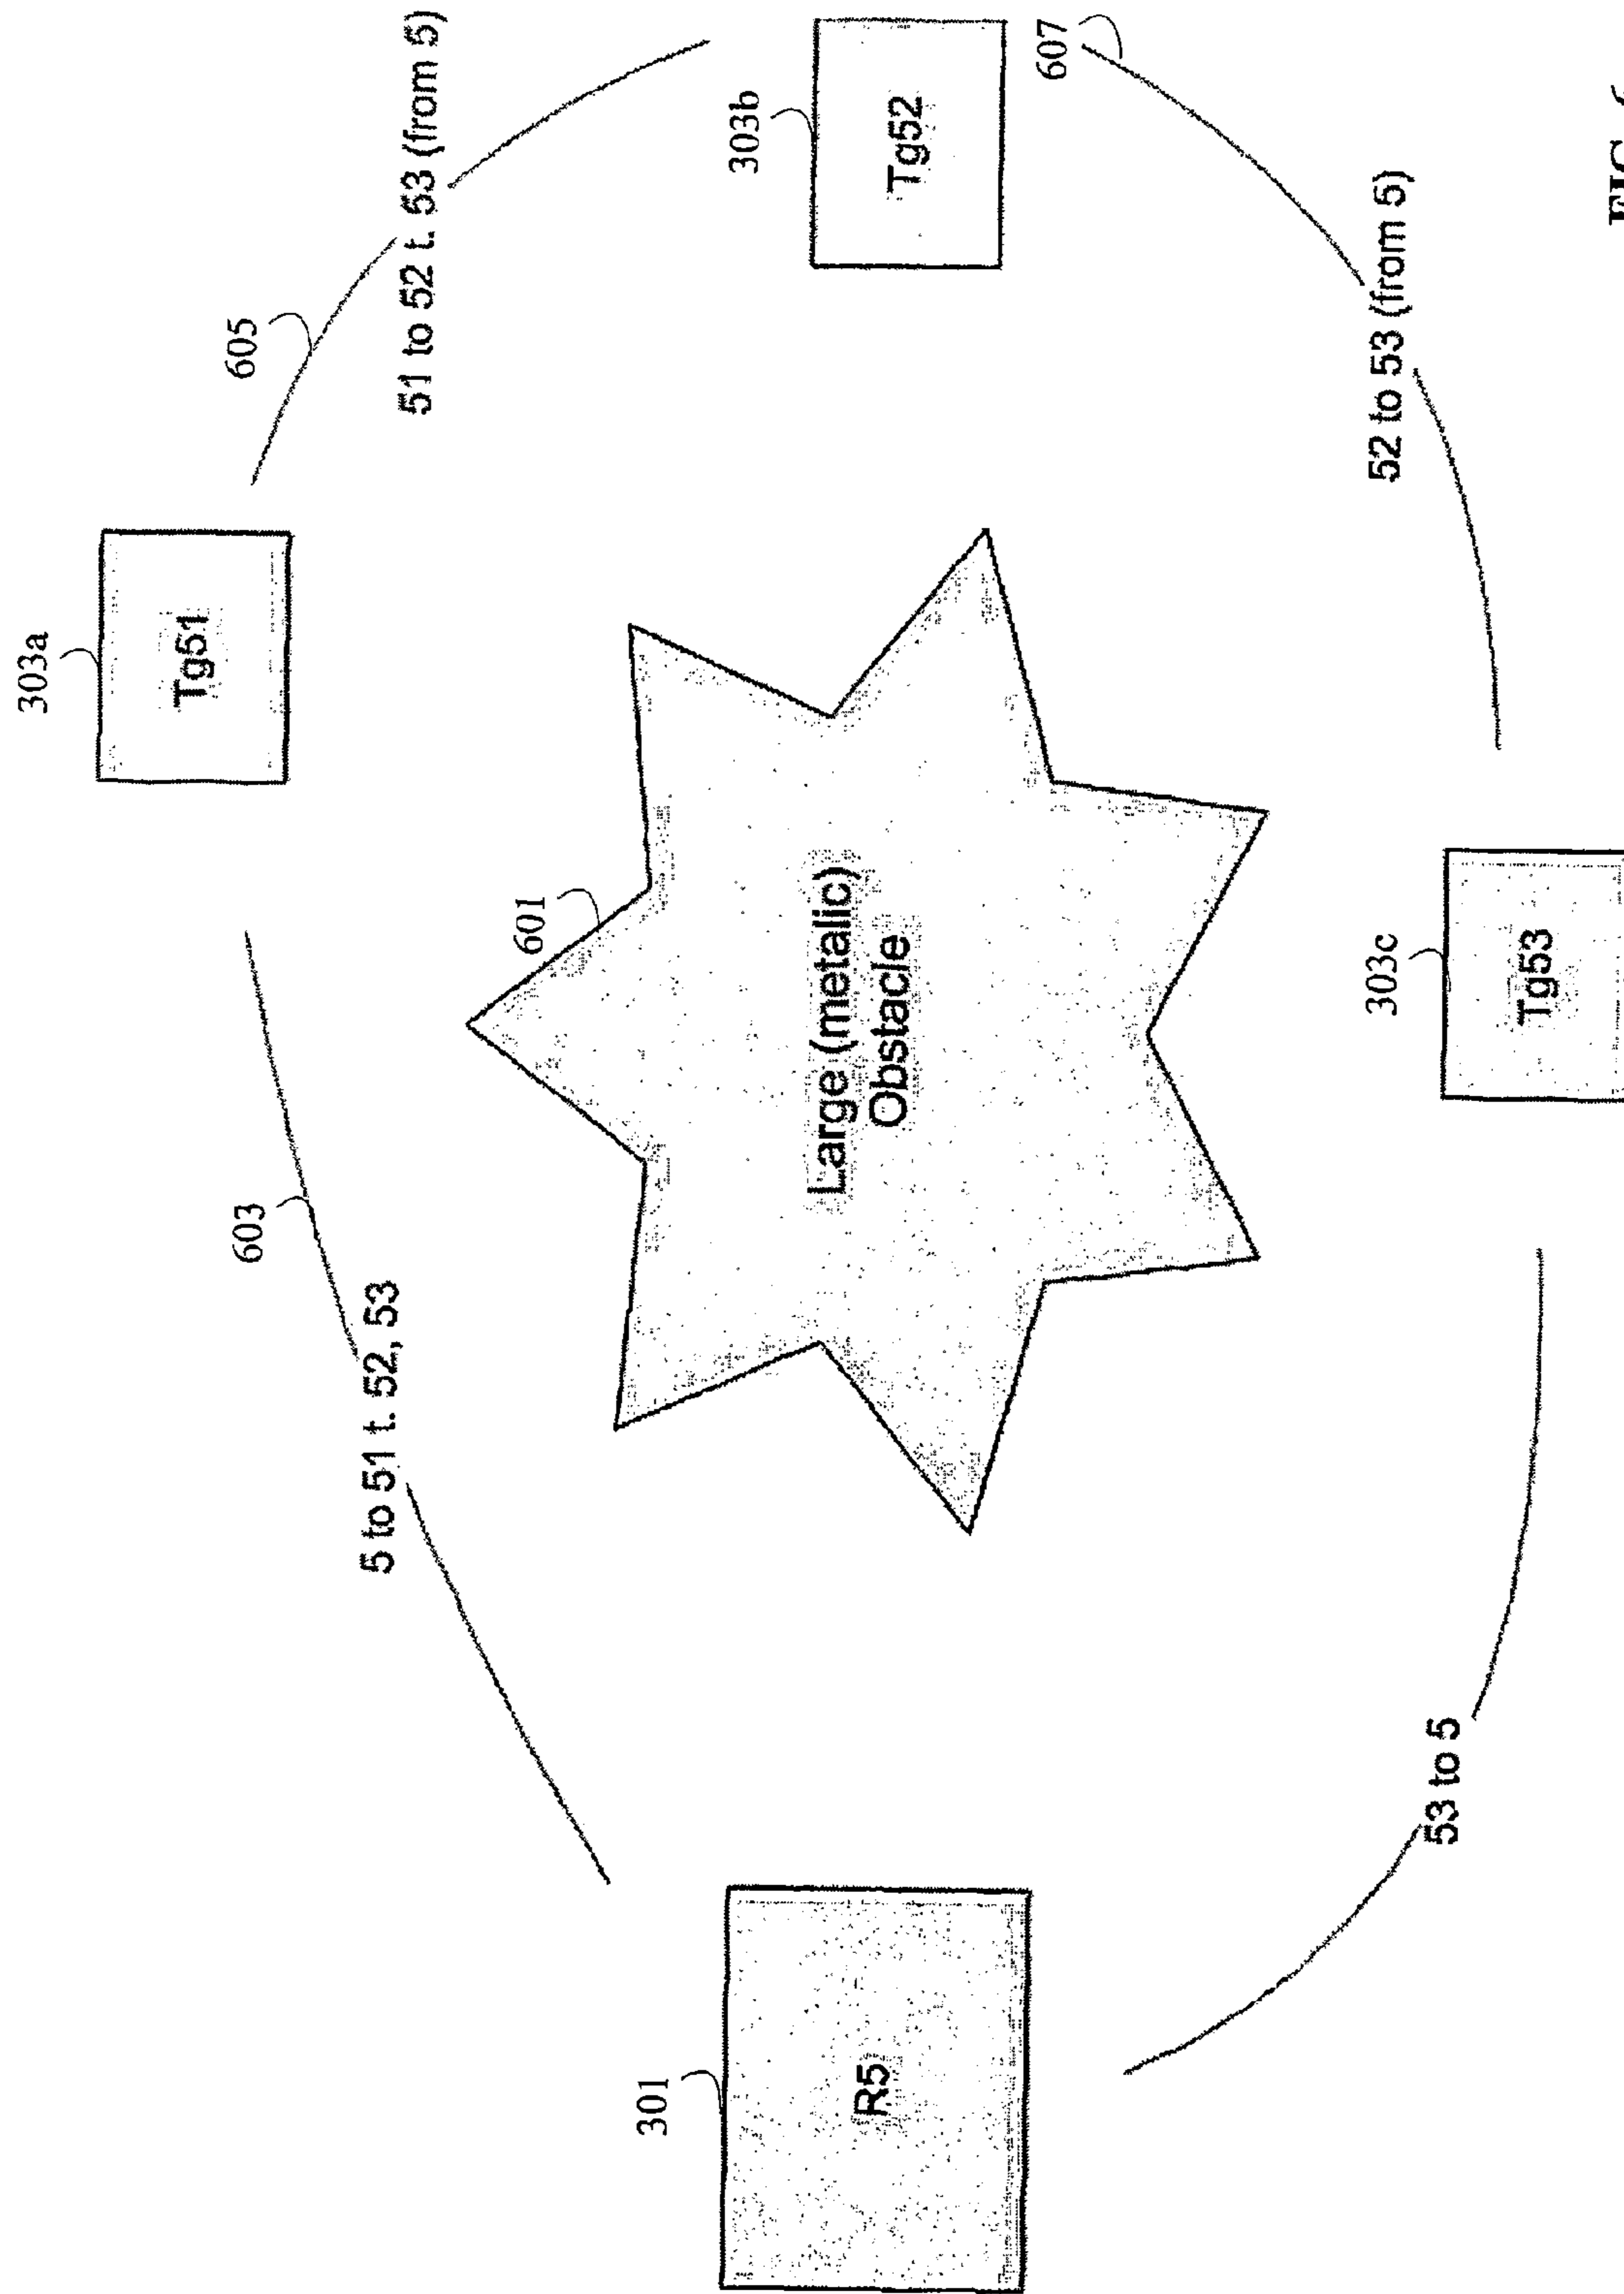 303a
Tg51
605
51 to 52 t. 53 (from 5)
603
5 to 51 t. 52, 53
601
Large (metalic)
Obstacle
303b
Tg52
607
301
R5
52 to 53 (from 5)
303c
Tg53
53 to 5
FIG.